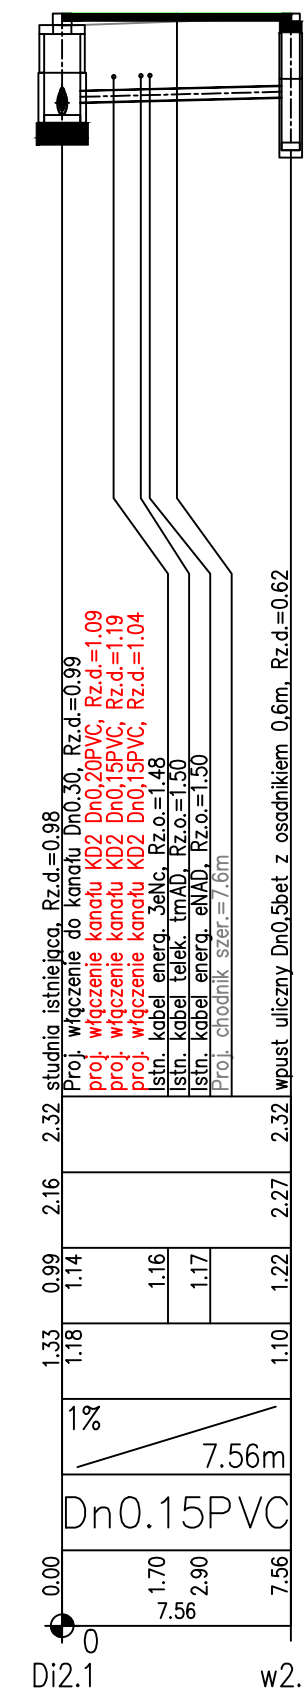 studnia istniejąca, Rz.d.=0.98
Proj. włączenie do kanału Dn0.30, Rz.d.=0.99
proj. włączenie kanału KD2 Dn0,20PVC, Rz.d.=1.09
proj. włączenie kanału KD2 Dn0,15PVC, Rz.d.=1.19
proj. włączenie kanału KD2 Dn0,15PVC, Rz.d.=1.04
Istn. kabel energ. 3eNc, Rz.o.=1.48
Istn. kabel telek. tmAD, Rz.o.=1.50
Istn. kabel energ. eNAD, Rz.o.=1.50
Proj. chodnik szer.= 7.6m
wpust uliczny Dn0,5bet z osadnikiem 0,6m, Rz.d.=0.62
2.32 2.32
2.16 2.27
0.99 1.14 1.16 1.17 1.22
1.33 1.18 1.10
1%
7.56m
Dn0.15PVC
0.00 1.70 2.90 7.56
7.56
0
Di2.1 w2.